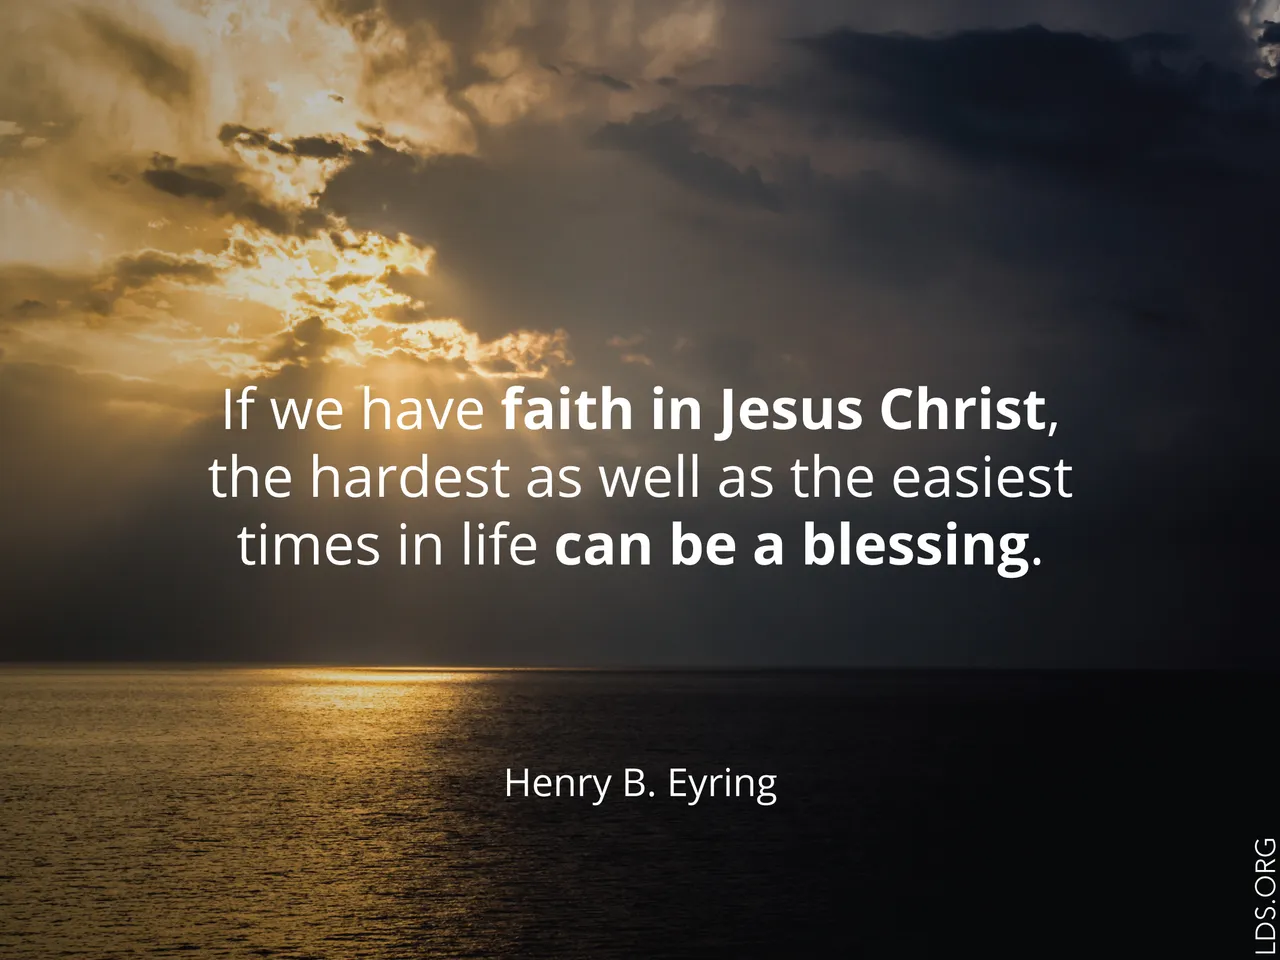 If we have faith in Jesus Christ,
the hardest as well as the easiest
times in life can be a blessing.
Henry B. Eyring
LDS.ORG